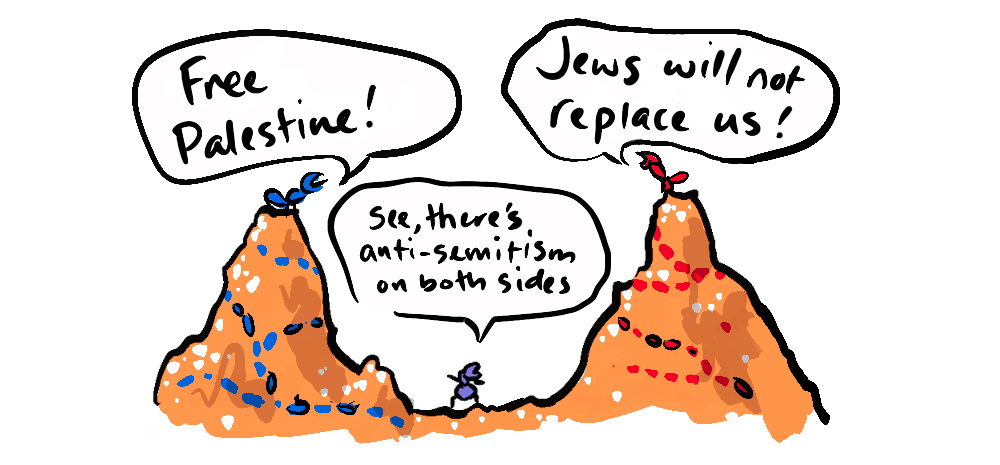 Free
Palestine!
Jews will not
replace us!
See, there's
anti-semitism
on both sides